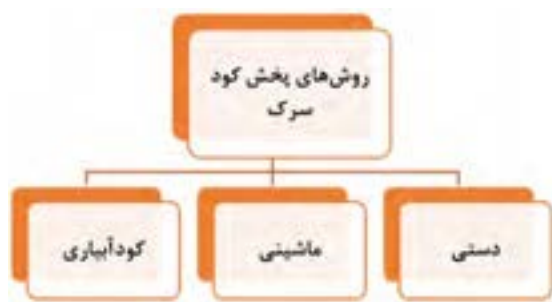 روش‌های پخش کود
سرک
دستی
ماشینی
کودآبیاری